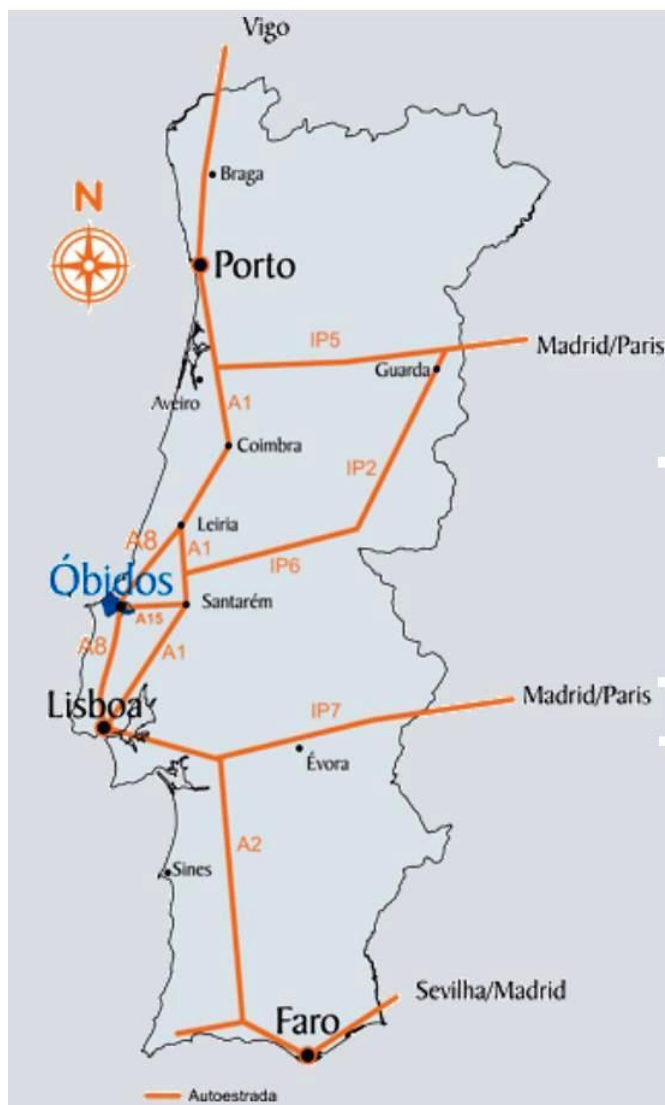 Vigo
Braga
N
Porto
IP5
Madrid/Paris
Guarda
Aveiro
A1
Coimbra
IP2
Leiria
A8
A1
IP6
Óbidos
Santarém
A15
A8
A1
Lisboa
Madrid/Paris
IP7
Évora
A2
Sines
Sevilha/Madrid
Faro
Autoestrada